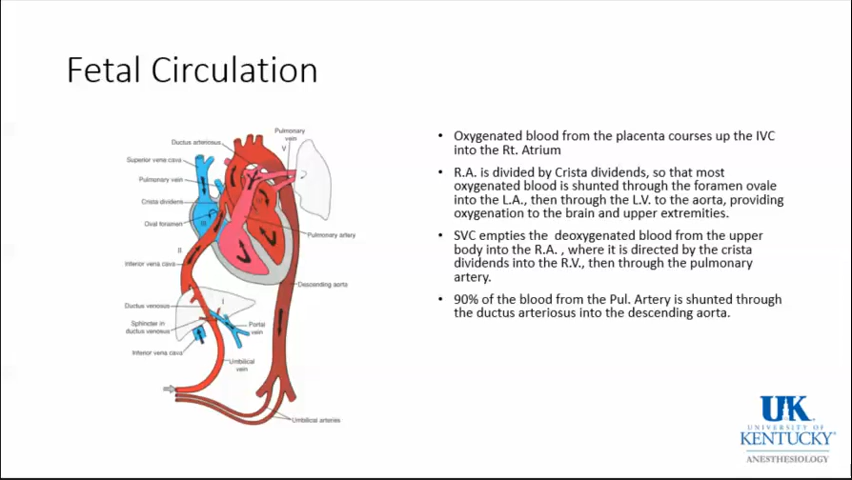 Fetal Circulation
Pulmonary
vein
V
Ductus arteriosus
Superior vena cava
Pulmonary vein
Crista dividens
Oval foramen
III
Pulmonary artery
II
Inferior vena cava
Descending aorta
Ductus venosus
I
Sphincter in
ductus venosus
Portal
vein
Inferior vena cava
Umbilical
vein
Umbilical arteries
• Oxygenated blood from the placenta courses up the IVC
into the Rt. Atrium
• R.A. is divided by Crista dividends, so that most
oxygenated blood is shunted through the foramen ovale
into the L.A., then through the L.V. to the aorta, providing
oxygenation to the brain and upper extremities.
• SVC empties the deoxygenated blood from the upper
body into the R.A. , where it is directed by the crista
dividends into the R.V., then through the pulmonary
artery.
• 90% of the blood from the Pul. Artery is shunted through
the ductus arteriosus into the descending aorta.
UK
UNIVERSITY OF
KENTUCKY
ANESTHESIOLOGY